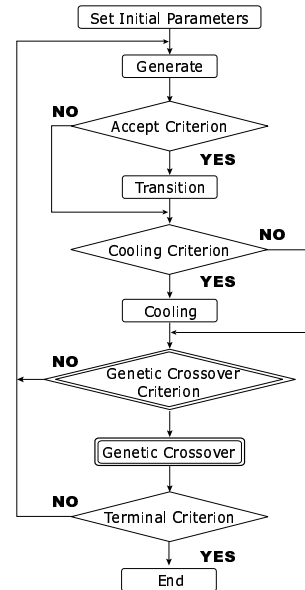 Set Initial Parameters
Generate
NO
Accept Criterion
YES
Transition
NO
Cooling Criterion
YES
Cooling
NO
Genetic Crossover
Criterion
Genetic Crossover
NO
Terminal Criterion
YES
End